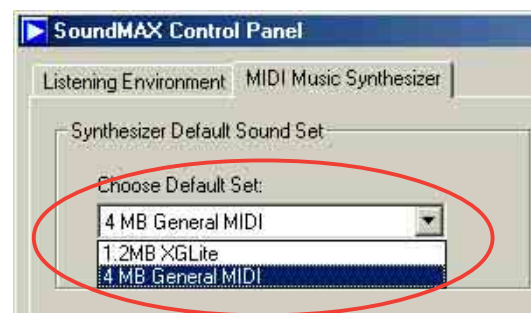 SoundMAX Control Panel
Listening Environment MIDI Music Synthesizer
Synthesizer Default Sound Set
Choose Default Set:
4 MB General MIDI
1.2MB XGLite
4 MB General MIDI